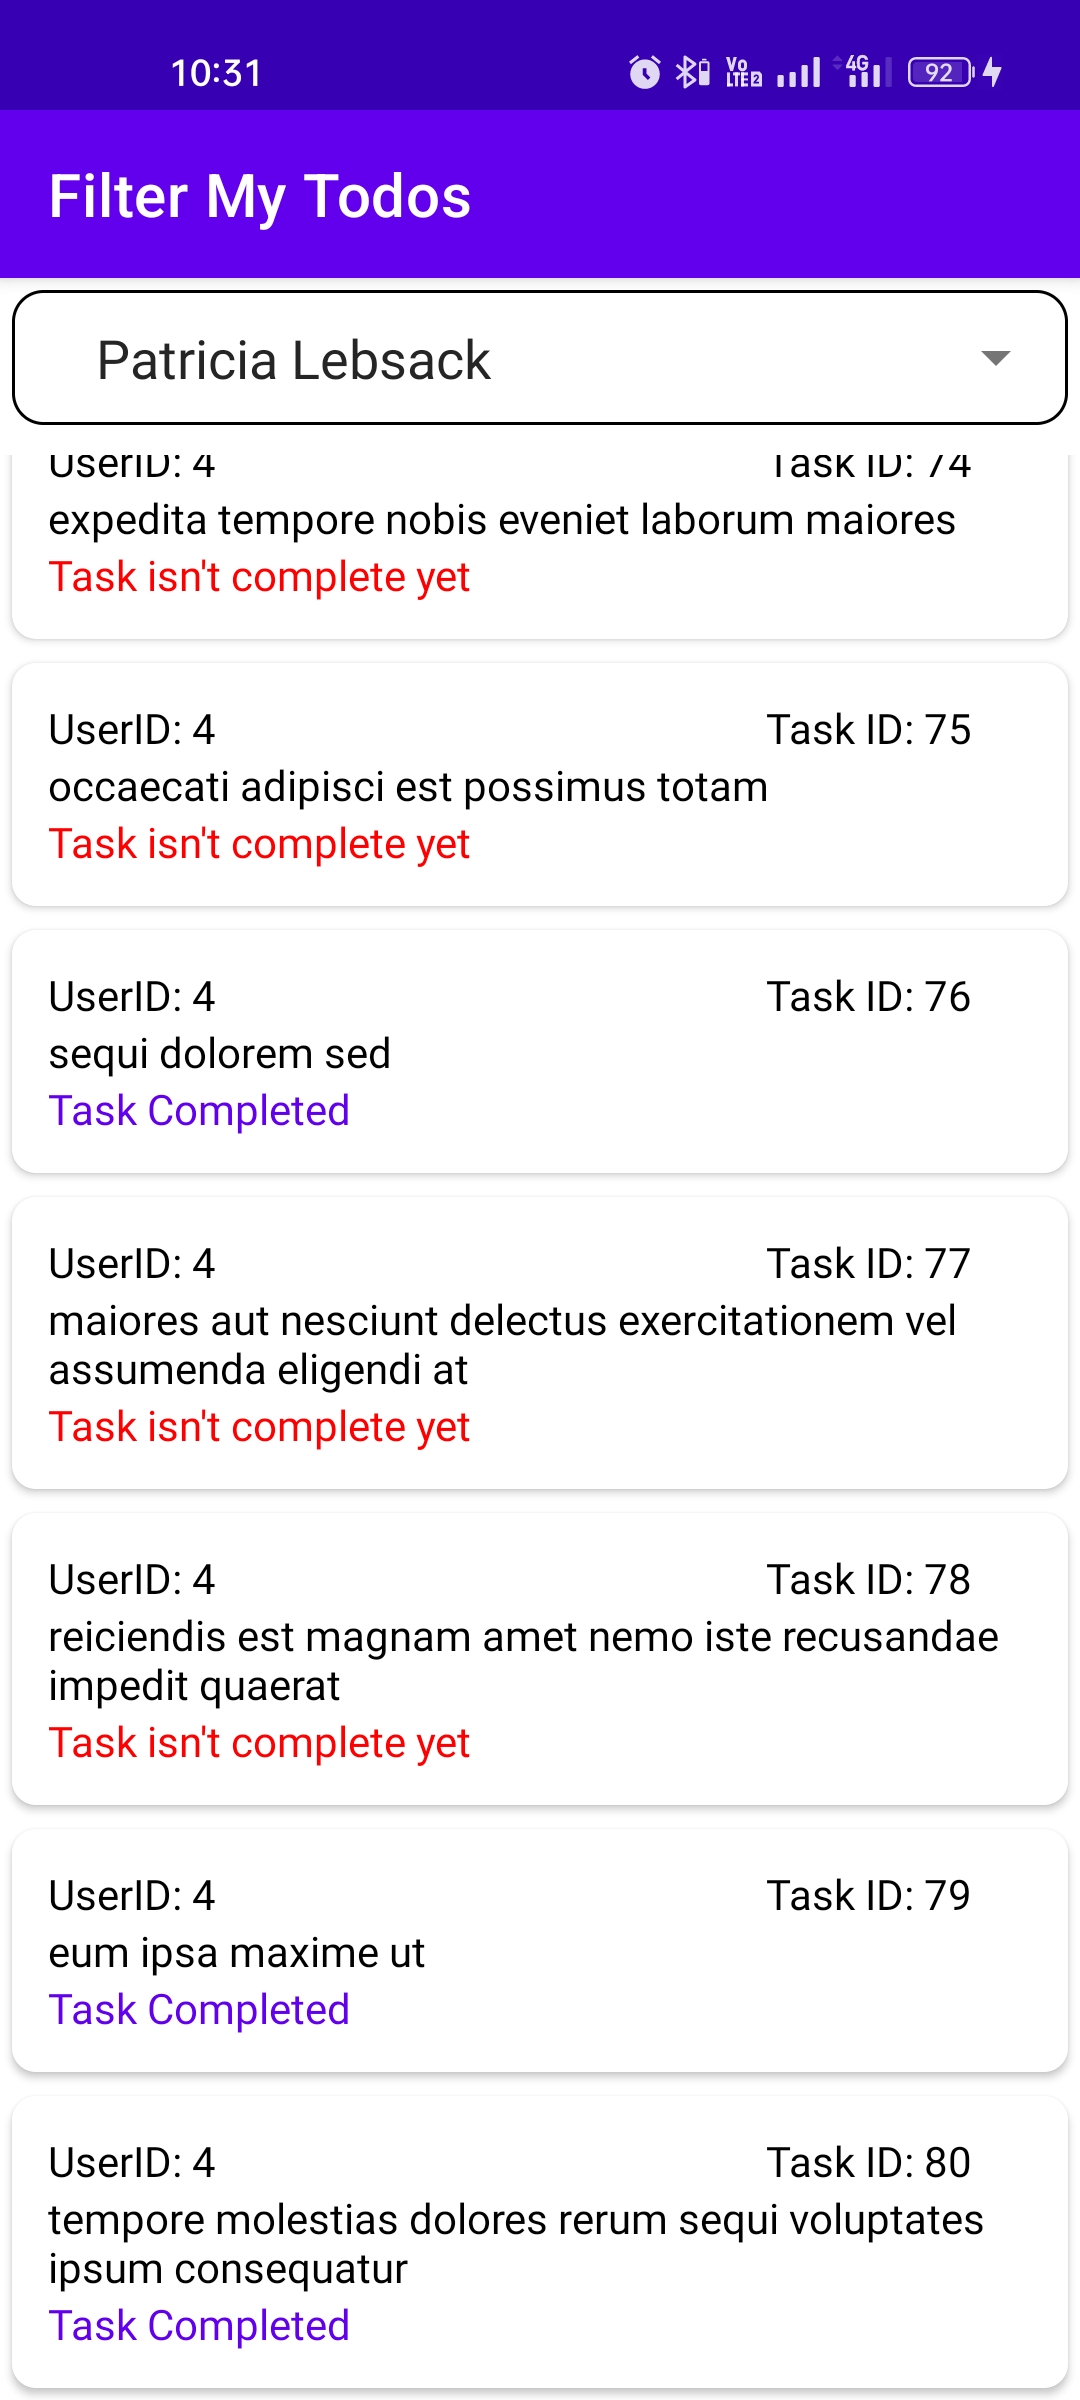 10:31
Vo
LTE 2
4G
92
Filter My Todos
Patricia Lebsack
UserID: 4 Task ID: 74
expedita tempore nobis eveniet laborum maiores
Task isn't complete yet
UserID: 4 Task ID: 75
occaecati adipisci est possimus totam
Task isn't complete yet
UserID: 4 Task ID: 76
sequi dolorem sed
Task Completed
UserID: 4 Task ID: 77
maiores aut nesciunt delectus exercitationem vel
assumenda eligendi at
Task isn't complete yet
UserID: 4 Task ID: 78
reiciendis est magnam amet nemo iste recusandae
impedit quaerat
Task isn't complete yet
UserID: 4 Task ID: 79
eum ipsa maxime ut
Task Completed
UserID: 4 Task ID: 80
tempore molestias dolores rerum sequi voluptates
ipsum consequatur
Task Completed